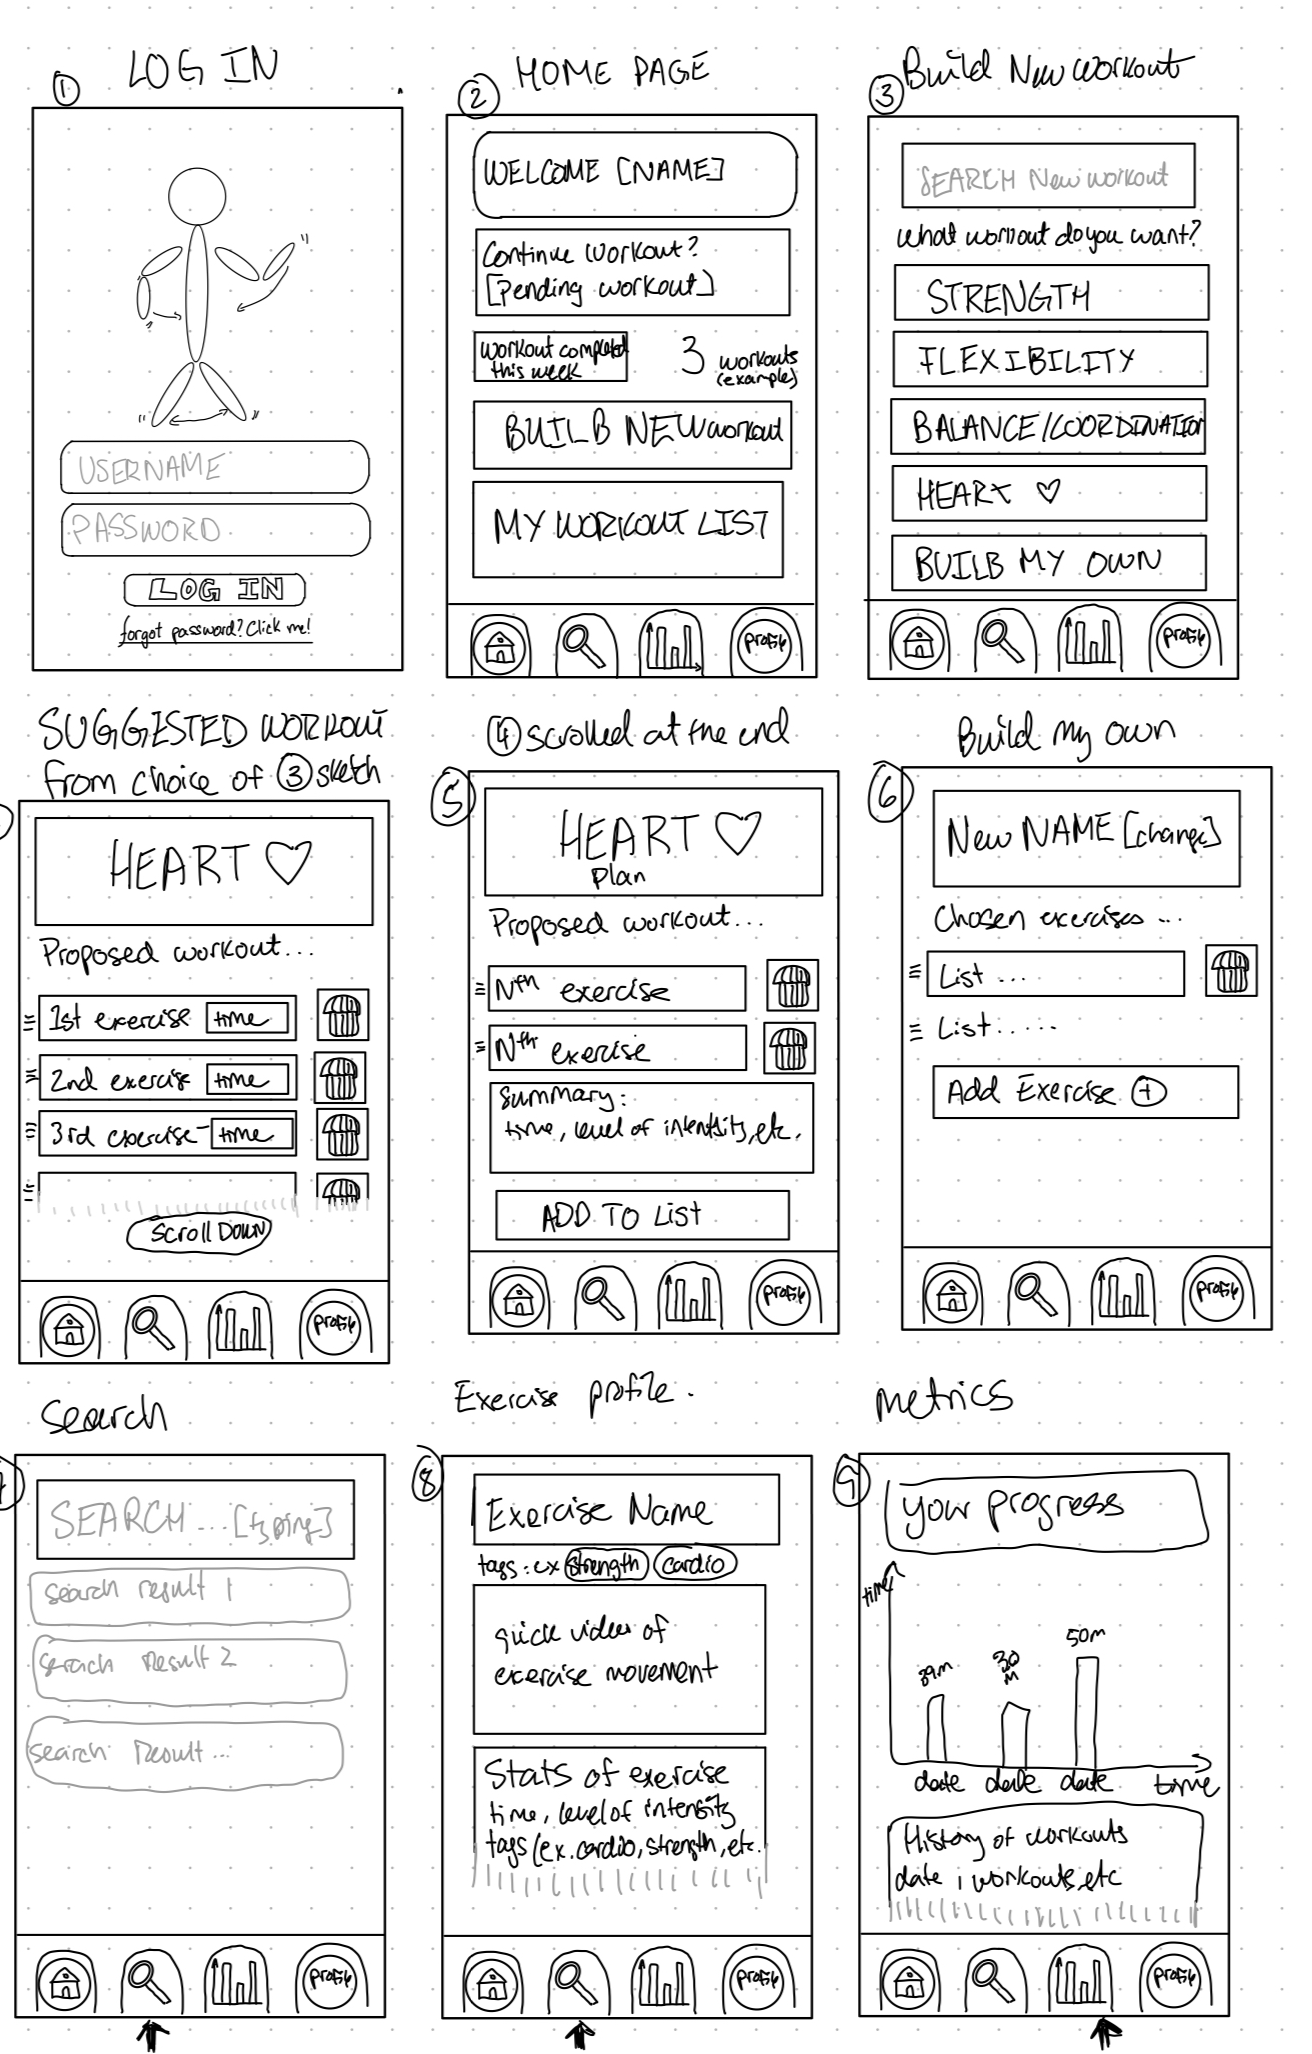 ① LOG IN
USERNAME
PASSWORD
LOG IN
forgot password? Click me!
② HOME PAGE
WELCOME [NAME]
Continue Workout?
[Pending workout]
Workout completed
this week
3 workouts
(example)
BUILB NEW workout
MY WORKOUT LIST
profile
③ Build New Workout
SEARCH New workout
What workout do you want?
STRENGTH
FLEXIBILITY
BALANCE/COORDINATION
HEART ♡
BUILB MY OWN
profile
SUGGESTED WORKOUT
from choice of ③ sketch
HEART ♡
Proposed workout...
1st exercise time
2nd exercise time
3rd exercise time
Scroll Down
profile
④ scrolled at the end
⑤
HEART ♡
Plan
Proposed workout...
Nth exercise
Nth exercise
Summary:
time, level of intensity, etc.
ADD TO List
profile
Build my own
⑥
New NAME [change]
Chosen exercises ...
List ...
List.....
Add Exercise +
profile
Search
SEARCH ... [typing]
search result 1
search Result 2
search Result ...
profile
Exercise profile.
⑧
Exercise Name
tags: ex strength cardio
quick video of
exercise movement
Stats of exercise
time, level of intensity
tags (ex. cardio, strength, etc.
profile
metrics
⑨
your progress
time
39m
30
m
50m
date date date time
History of workouts
date, workouts, etc
profile